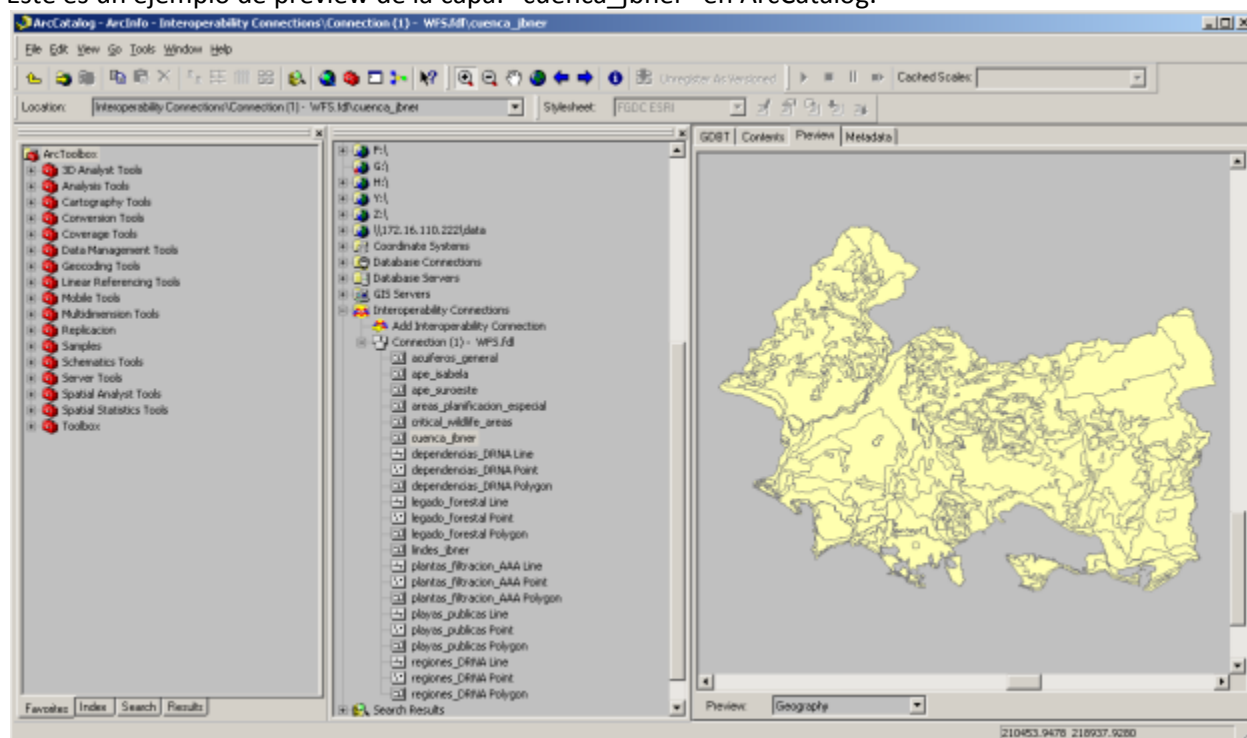 Este es un ejemplo de preview de la capa: "cuenca_jbner" en ArcCatalog.
ArcCatalog - ArcInfo - Interoperability Connections\Connection (1) - WFS.fdl\cuenca_jbner
File Edit View Go Tools Window Help
Unregister As Versioned
Cached Scales:
Location:
Interoperability Connections\Connection (1) - WFS.fdl\cuenca_jbner
Stylesheet:
FGDC ESRI
ArcToolbox
3D Analyst Tools
Analysis Tools
Cartography Tools
Conversion Tools
Coverage Tools
Data Management Tools
Geocoding Tools
Linear Referencing Tools
Mobile Tools
Multidimension Tools
Replicacion
Samples
Schematics Tools
Server Tools
Spatial Analyst Tools
Spatial Statistics Tools
Toolbox
Favorites Index Search Results
F:\
G:\
H:\
Y:\
Z:\
\\172.16.110.222\data
Coordinate Systems
Database Connections
Database Servers
GIS Servers
Interoperability Connections
Add Interoperability Connection
Connection (1) - WFS.fdl
acuiferos_general
ape_isabela
ape_suroeste
areas_planificacion_especial
critical_wildlife_areas
cuenca_jbner
dependencias_DRNA Line
dependencias_DRNA Point
dependencias_DRNA Polygon
legado_forestal Line
legado_forestal Point
legado_forestal Polygon
lindes_jbner
plantas_filtracion_AAA Line
plantas_filtracion_AAA Point
plantas_filtracion_AAA Polygon
playas_publicas Line
playas_publicas Point
playas_publicas Polygon
regiones_DRNA Line
regiones_DRNA Point
regiones_DRNA Polygon
Search Results
GDBT Contents Preview Metadata
Preview:
Geography
210453.9478 218937.9280